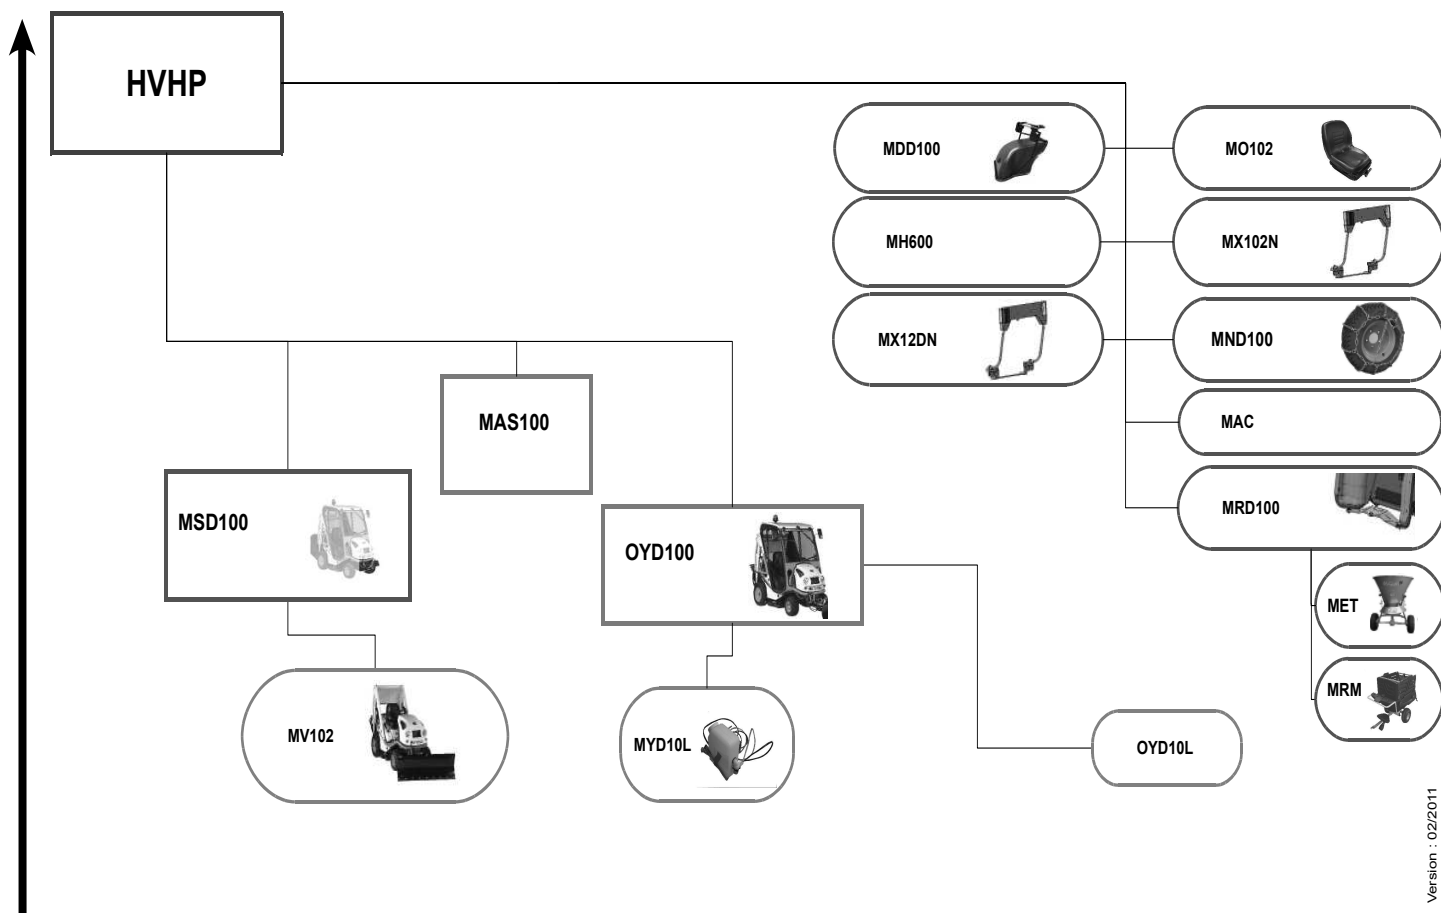 HVHP
MDD100
MO102
MH600
MX102N
MX12DN
MND100
MAS100
MAC
MSD100
MRD100
OYD100
MET
MRM
MV102
MYD10L
OYD10L
Version : 02/2011